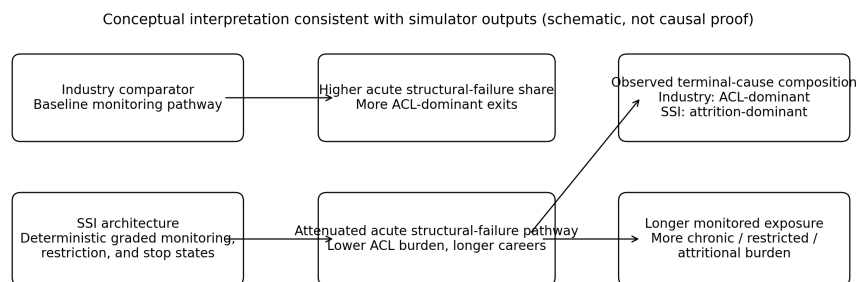 Conceptual interpretation consistent with simulator outputs (schematic, not causal proof)
Industry comparator
Baseline monitoring pathway
Higher acute structural-failure share
More ACL-dominant exits
Observed terminal-cause composition
Industry: ACL-dominant
SSI: attrition-dominant
SSI architecture
Deterministic graded monitoring,
restriction, and stop states
Attenuated acute structural-failure pathway
Lower ACL burden, longer careers
Longer monitored exposure
More chronic / restricted /
attritional burden